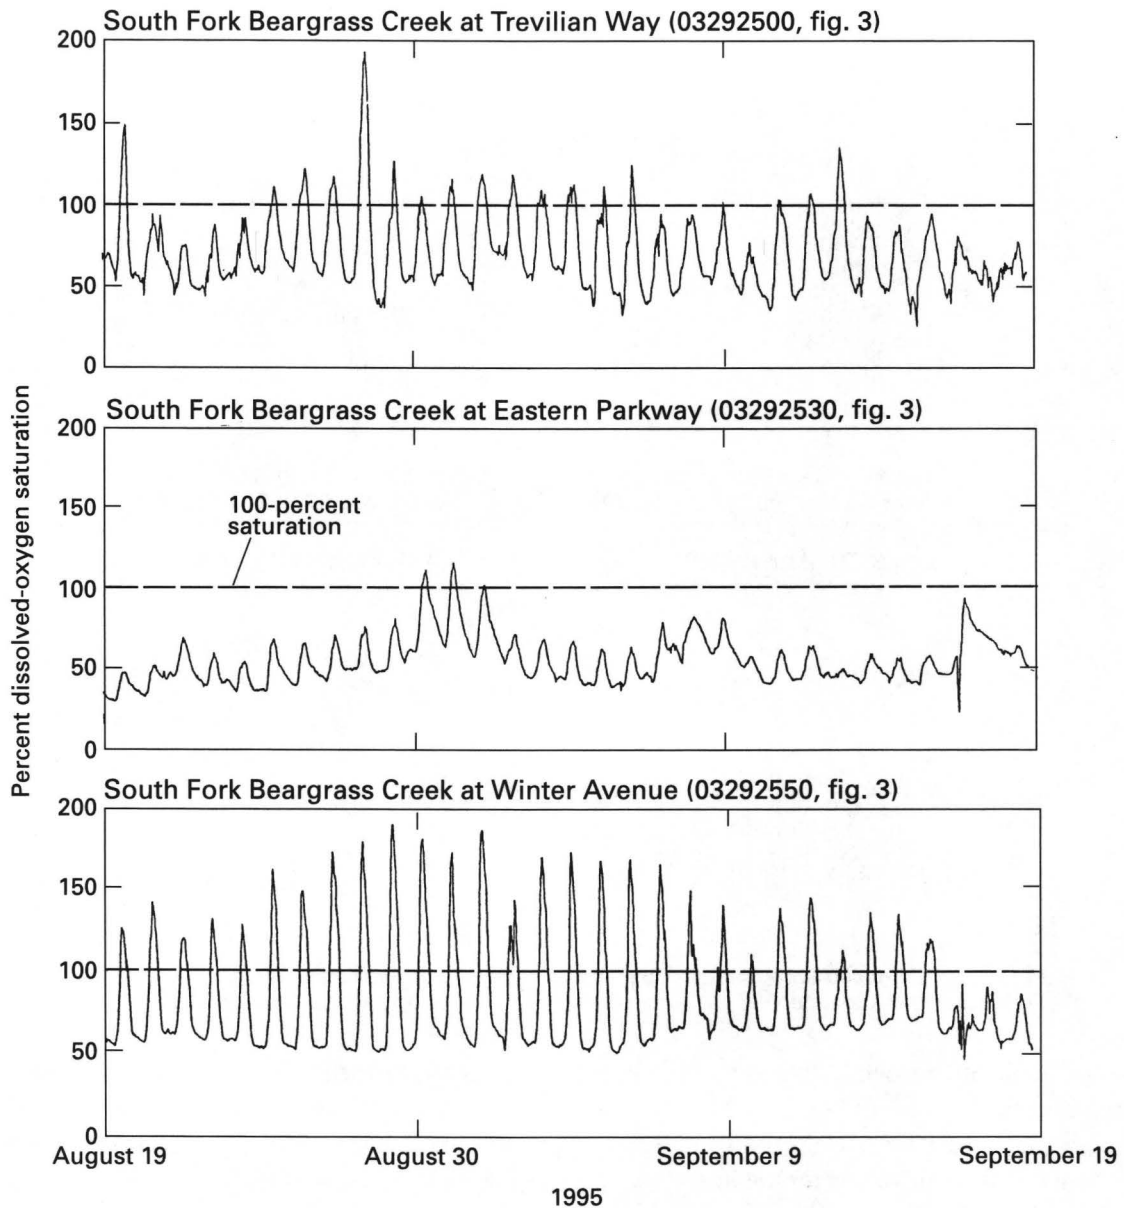 South Fork Beargrass Creek at Trevilian Way (03292500, fig. 3)
200
150
100
50
0
South Fork Beargrass Creek at Eastern Parkway (03292530, fig. 3)
200
150
100
50
0
100-percent
saturation
Percent dissolved-oxygen saturation
South Fork Beargrass Creek at Winter Avenue (03292550, fig. 3)
200
150
100
50
0
August 19 August 30 September 9 September 19
1995